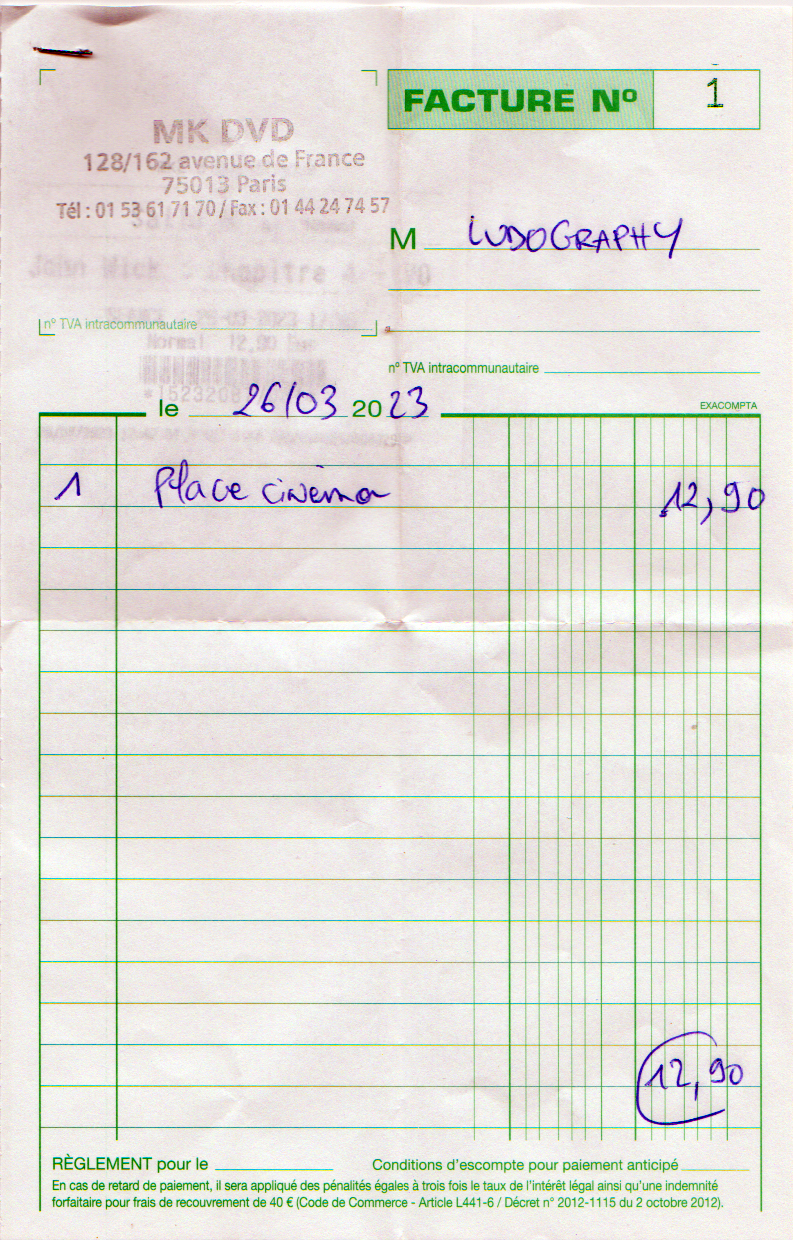 FACTURE Nº 1
MK DVD
128/162 avenue de France
75013 Paris
Tél : 01 53 61 71 70 / Fax : 01 44 24 74 57
M LUDOGRAPHY
John Wick : Chapitre 4 - VO
nº TVA intracommunautaire
Normal 12,90
nº TVA intracommunautaire
le 26/03 2023
EXACOMPTA
1 Place cinéma 12,90
12,90
RÈGLEMENT pour le
Conditions d'escompte pour paiement anticipé
En cas de retard de paiement, il sera appliqué des pénalités égales à trois fois le taux de l'intérêt légal ainsi qu'une indemnité
forfaitaire pour frais de recouvrement de 40 € (Code de Commerce - Article L441-6 / Décret n° 2012-1115 du 2 octobre 2012).